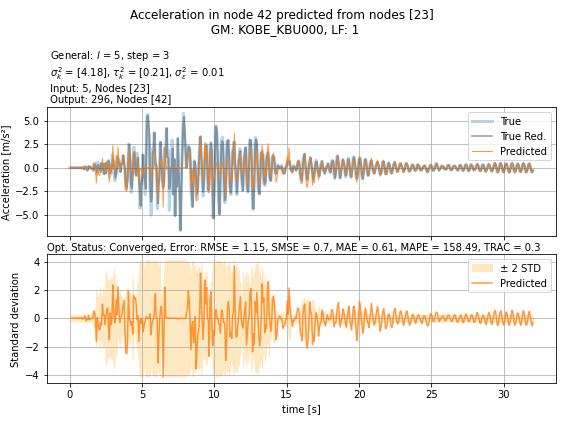 Acceleration in node 42 predicted from nodes [23]
GM: KOBE_KBU000, LF: 1
General: l = 5, step = 3
σ²ₖ = [4.18], τ²ₖ = [0.21], σ²ε = 0.01
Input: 5, Nodes [23]
Output: 296, Nodes [42]
Acceleration [m/s²]
5.0
2.5
0.0
−2.5
−5.0
True
True Red.
Predicted
Opt. Status: Converged, Error: RMSE = 1.15, SMSE = 0.7, MAE = 0.61, MAPE = 158.49, TRAC = 0.3
Standard deviation
4
2
0
−2
−4
± 2 STD
Predicted
0 5 10 15 20 25 30
time [s]